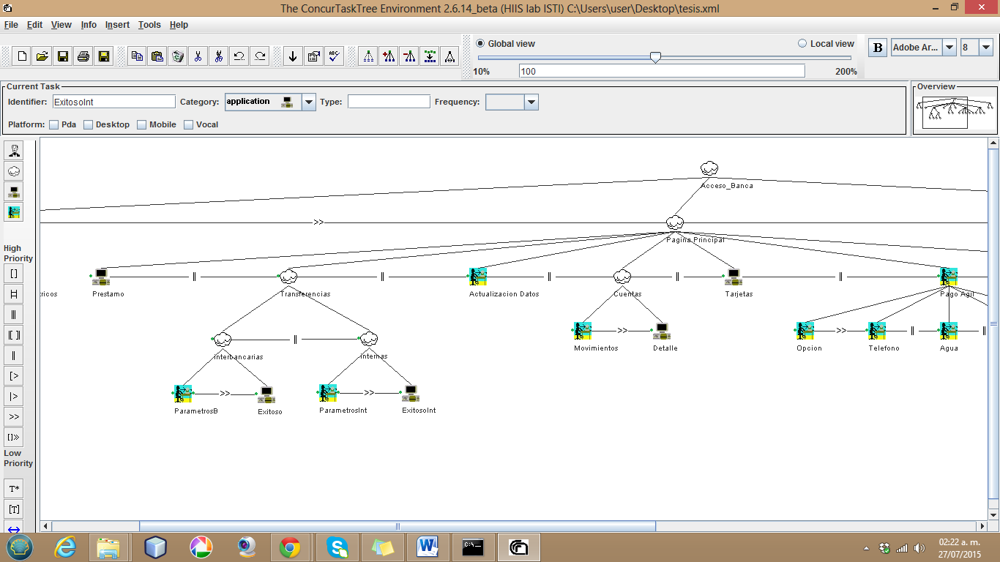 The ConcurTaskTree Environment 2.6.14_beta (HIIS lab ISTI) C:\Users\user\Desktop\tesis.xml
File Edit View Info Insert Tools Help
Global view Local view
10% 100 200%
B Adobe Ar... 8
Current Task
Identifier: ExitosoInt Category: application Type: Frequency:
Platform: Pda Desktop Mobile Vocal
Overview
High
Priority
[]
|=|
|||
|[]|
||
[>
|>
>>
[]>>
Low
Priority
T*
[T]
Acceso_Banca
>>
Pagina Principal
|| || || || ||
tricos Prestamo Transferencias Actualizacion Datos Cuentas Tarjetas Pago Agil
>> >> || ||
Movimientos Detalle Opcion Telefono Agua
||
interbancarias internas
>> >>
ParametrosB Exitoso ParametrosInt ExitosoInt
C:\
02:22 a. m.
27/07/2015